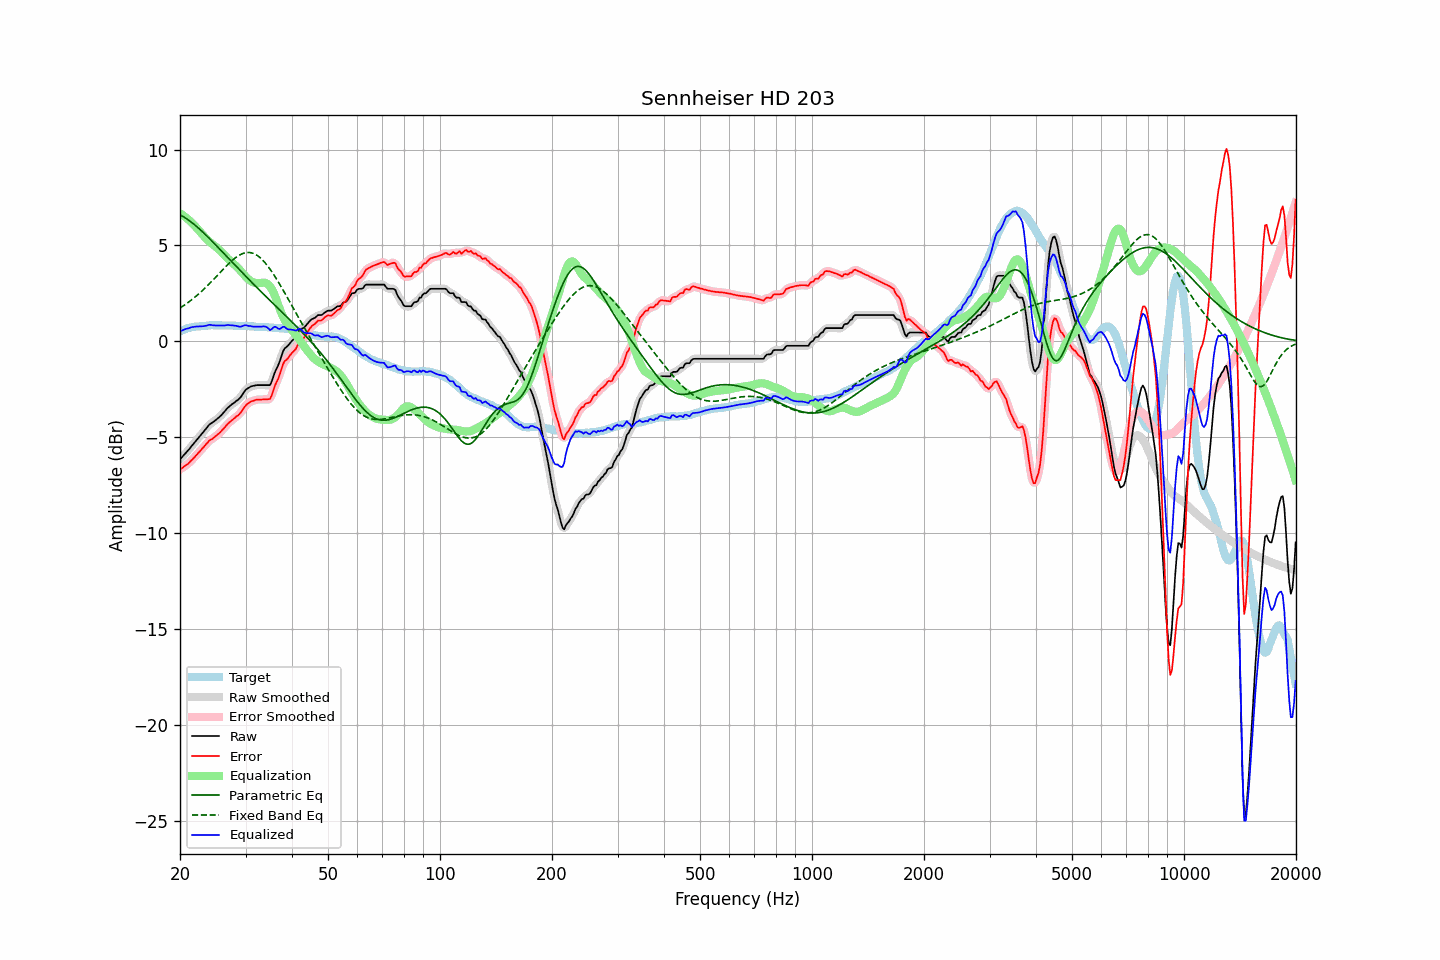 Sennheiser HD 203
Amplitude (dBr)
10
5
0
−5
−10
−15
−20
−25
Target
Raw Smoothed
Error Smoothed
Raw
Error
Equalization
Parametric Eq
Fixed Band Eq
Equalized
20
50
100
200
500
1000
2000
5000
10000
20000
Frequency (Hz)